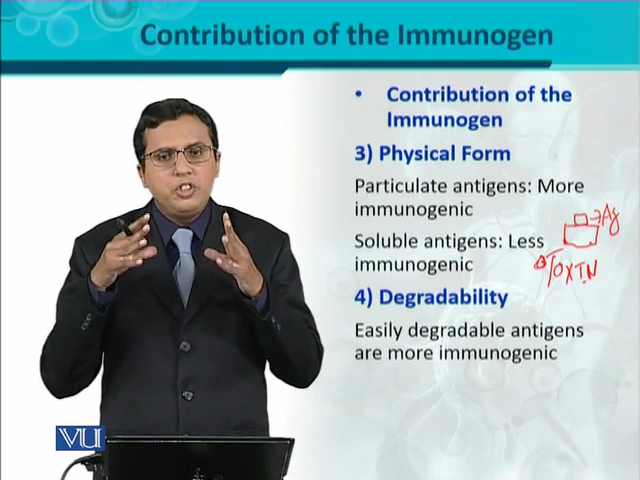 Contribution of the Immunogen
• Contribution of the
Immunogen
3) Physical Form
Particulate antigens: More
immunogenic
→Ag
Soluble antigens: Less
immunogenic
TOXIN
4) Degradability
Easily degradable antigens
are more immunogenic
VU